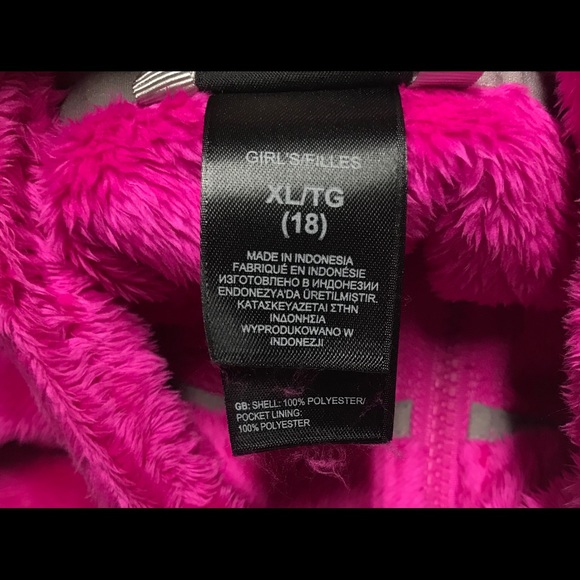 GIRL'S/FILLES
XL/TG
(18)
MADE IN INDONESIA
FABRIQUÉ EN INDONÉSIE
ИЗГОТОВЛЕНО В ИНДОНЕЗИИ
ENDONEZYA'DA ÜRETILMISTIR.
ΚΑΤΑΣΚΕΥΑΖΕΤΑΙ ΣΤΗΝ
ΙΝΔΟΝΗΣΙΑ
WYPRODUKOWANO W
INDONEZJI
GB: SHELL: 100% POLYESTER/
POCKET LINING:
100% POLYESTER